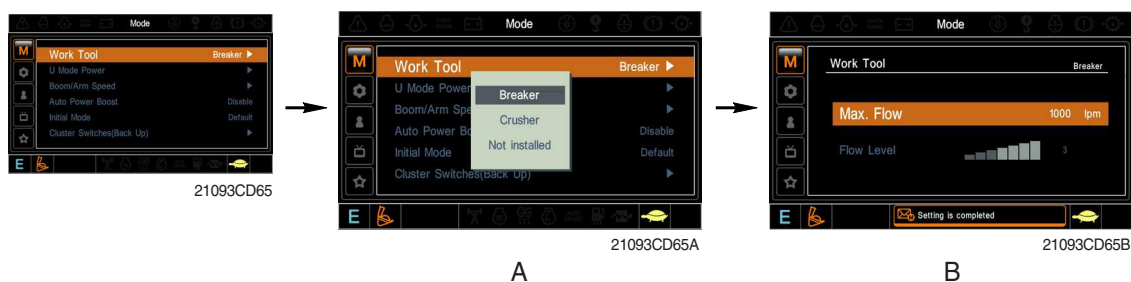 Mode
M
Work Tool Breaker
U Mode Power
Boom/Arm Speed
Auto Power Boost Disable
Initial Mode Default
Cluster Switches(Back Up)
E
21093CD65
Mode
M
Work Tool Breaker
U Mode Power
Boom/Arm Spe
Auto Power Bo Disable
Initial Mode Default
Cluster Switches(Back Up)
Breaker
Crusher
Not installed
E
21093CD65A
A
Mode
M
Work Tool Breaker
Max. Flow 1000 lpm
Flow Level 3
E
Setting is completed
21093CD65B
B